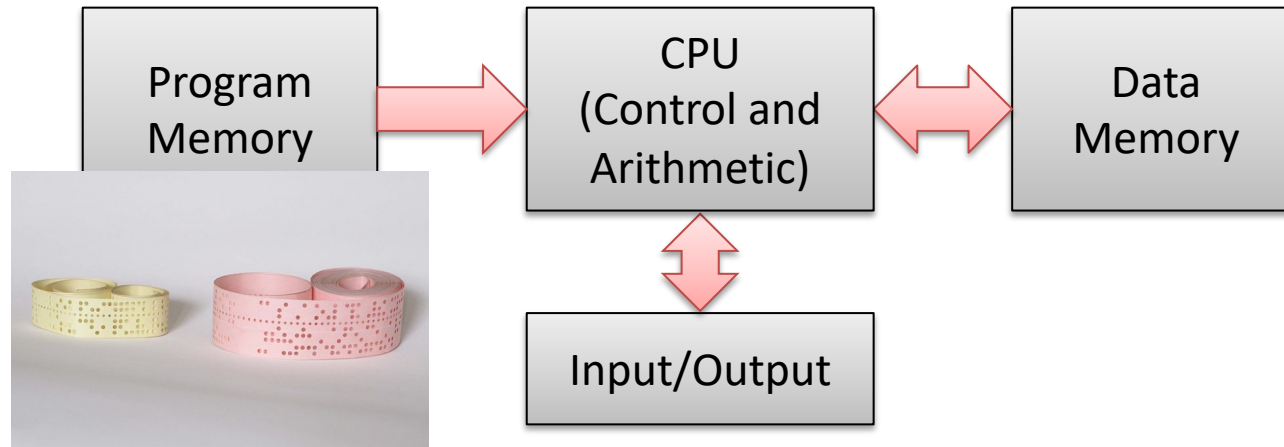 Program
Memory
CPU
(Control and
Arithmetic)
Data
Memory
Input/Output